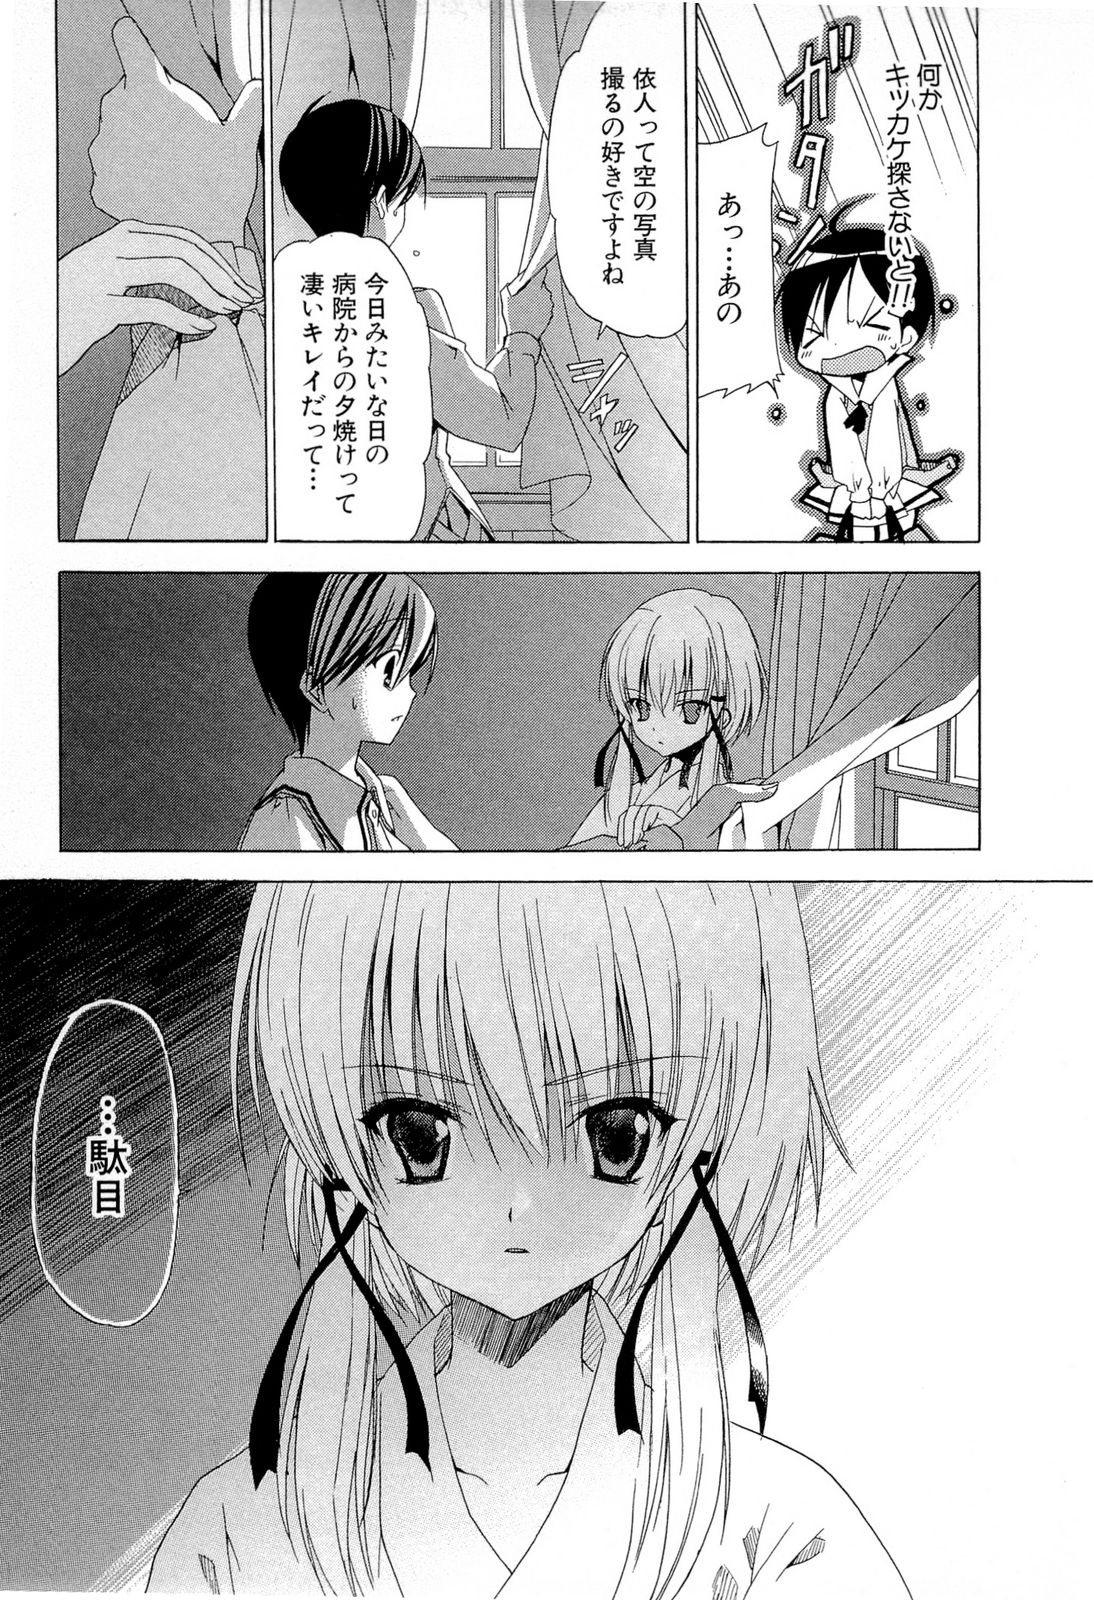 何か
キッカケ探さないと!!
ガタン
あっ…あの
依人って空の写真
撮るの好きですよね
今日みたいな日の
病院からの夕焼けって
凄いキレイだって…
…駄目